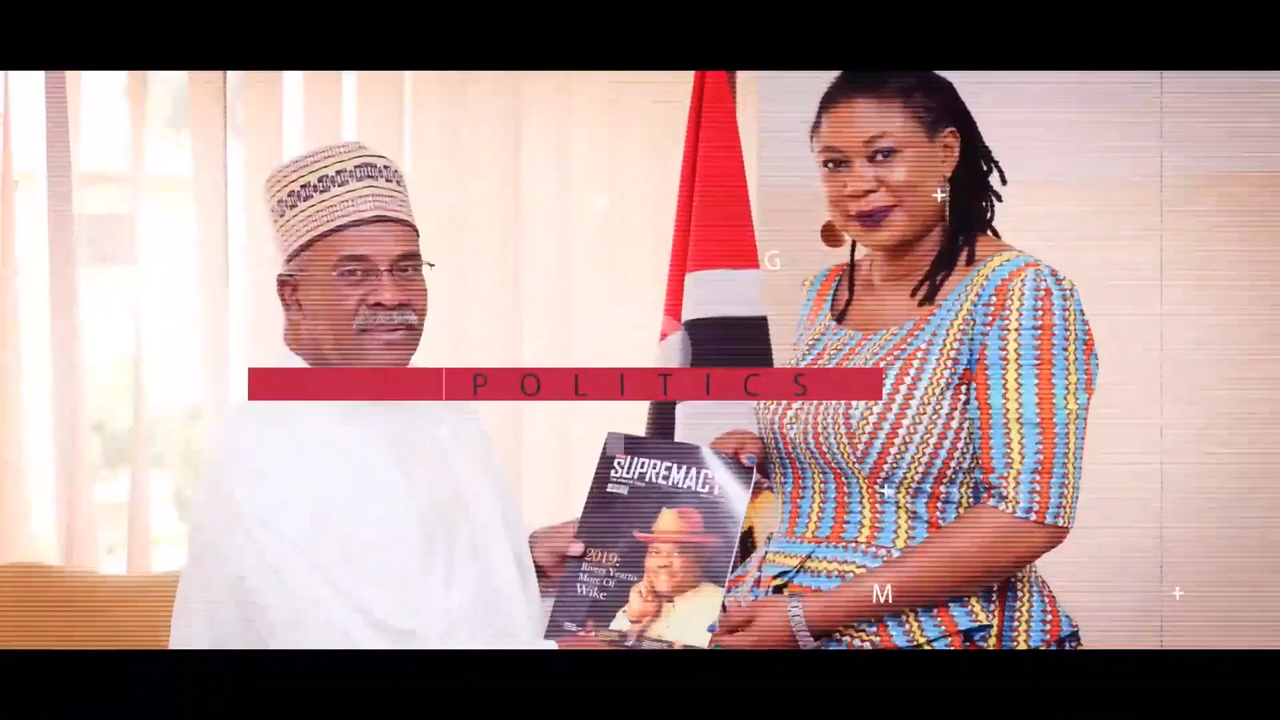 G
POLITICS
SUPREMACY
2019:
Rivers Yearns
More Of
Wike
M